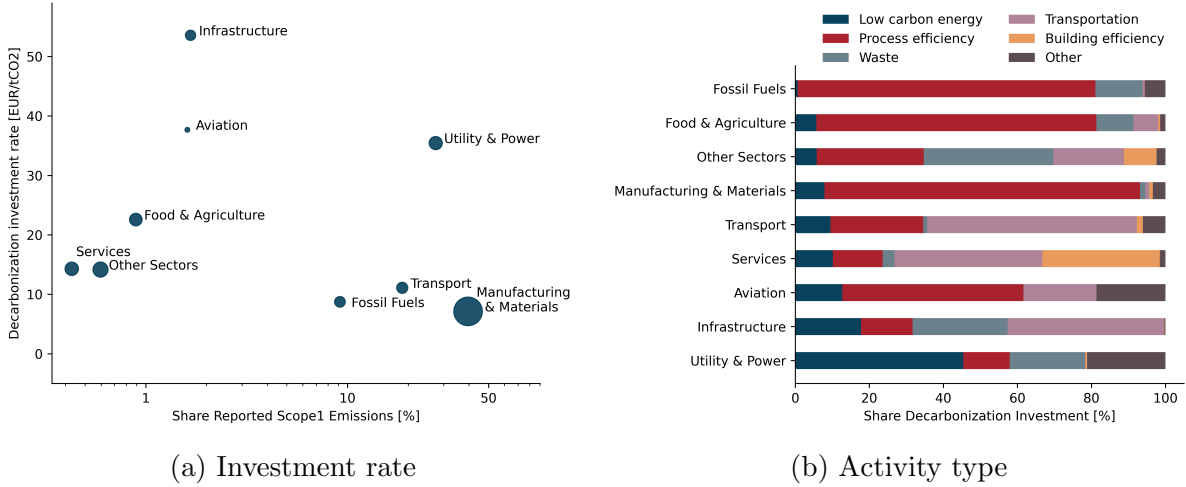 Decarbonization investment rate [EUR/tCO2]
50
40
30
20
10
0
Infrastructure
Aviation
Utility & Power
Food & Agriculture
Services
Other Sectors
Transport
Fossil Fuels
Manufacturing
& Materials
1
10
50
Share Reported Scope1 Emissions [%]
(a) Investment rate
Low carbon energy
Process efficiency
Waste
Transportation
Building efficiency
Other
Fossil Fuels
Food & Agriculture
Other Sectors
Manufacturing & Materials
Transport
Services
Aviation
Infrastructure
Utility & Power
0
20
40
60
80
100
Share Decarbonization Investment [%]
(b) Activity type